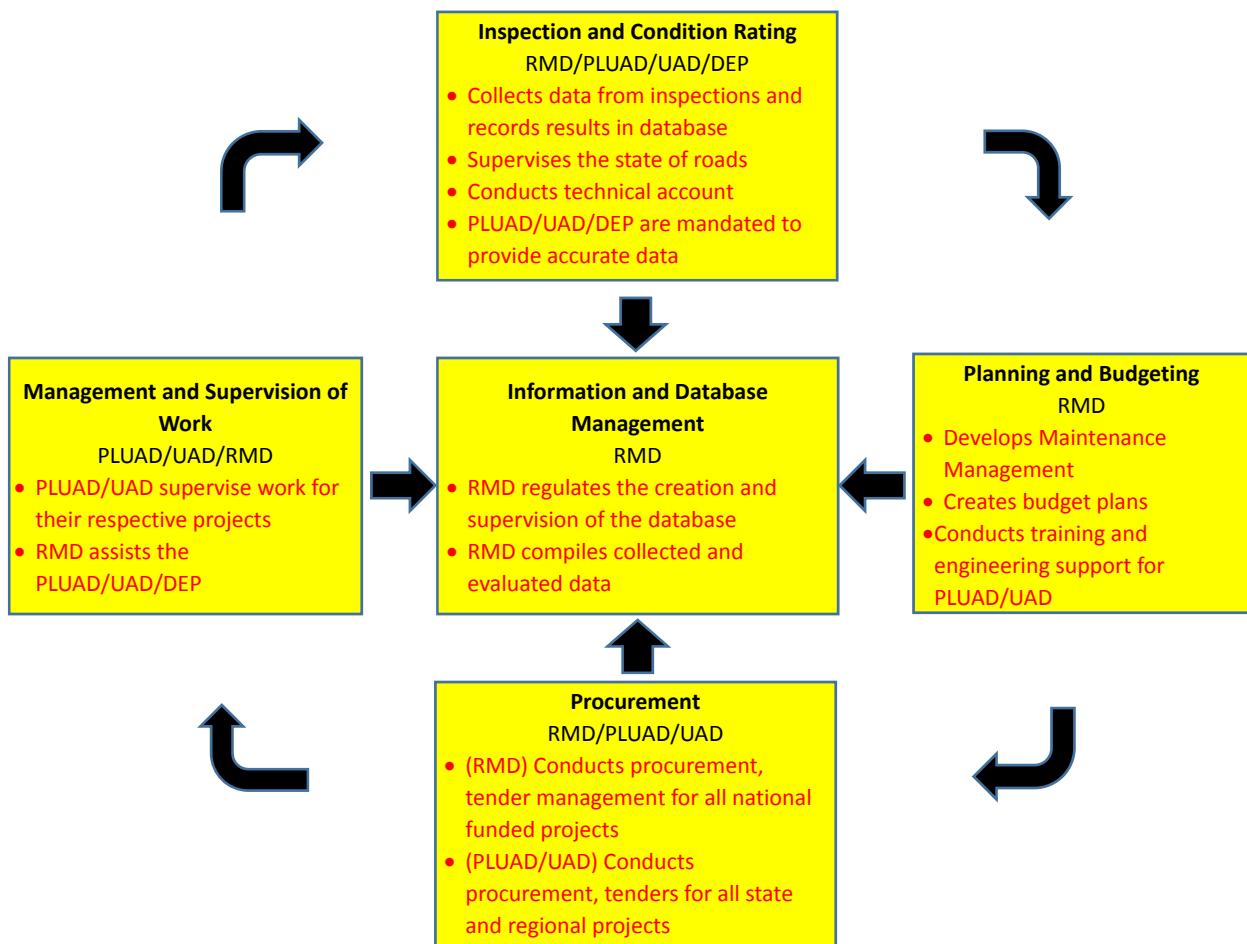 Inspection and Condition Rating
RMD/PLUAD/UAD/DEP
• Collects data from inspections and
records results in database
• Supervises the state of roads
• Conducts technical account
• PLUAD/UAD/DEP are mandated to
provide accurate data
Management and Supervision of
Work
PLUAD/UAD/RMD
• PLUAD/UAD supervise work for
their respective projects
• RMD assists the
PLUAD/UAD/DEP
Information and Database
Management
RMD
• RMD regulates the creation and
supervision of the database
• RMD compiles collected and
evaluated data
Planning and Budgeting
RMD
• Develops Maintenance
Management
• Creates budget plans
•Conducts training and
engineering support for
PLUAD/UAD
Procurement
RMD/PLUAD/UAD
• (RMD) Conducts procurement,
tender management for all national
funded projects
• (PLUAD/UAD) Conducts
procurement, tenders for all state
and regional projects